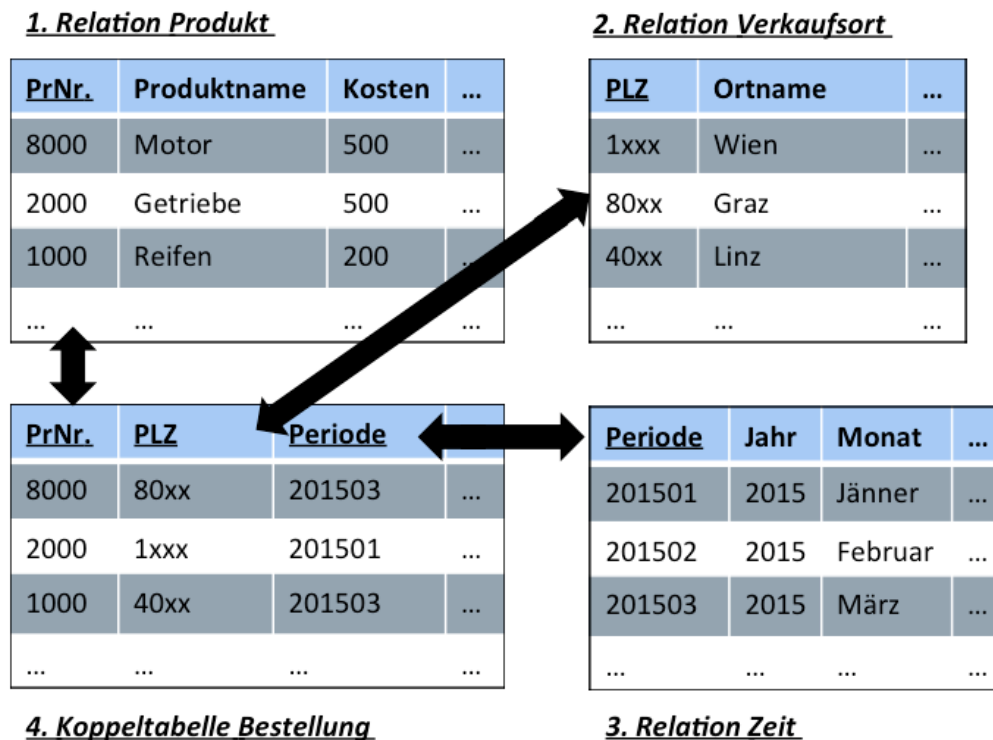 1. Relation Produkt
PrNr. Produktname Kosten ...
8000 Motor 500 ...
2000 Getriebe 500 ...
1000 Reifen 200 ...
... ... ... ...
2. Relation Verkaufsort
PLZ Ortname ...
1xxx Wien ...
80xx Graz ...
40xx Linz ...
... ... ...
PrNr. PLZ Periode
8000 80xx 201503 ...
2000 1xxx 201501 ...
1000 40xx 201503 ...
... ... ... ...
4. Koppeltabelle Bestellung
Periode Jahr Monat ...
201501 2015 Jänner ...
201502 2015 Februar ...
201503 2015 März ...
... ... ... ...
3. Relation Zeit